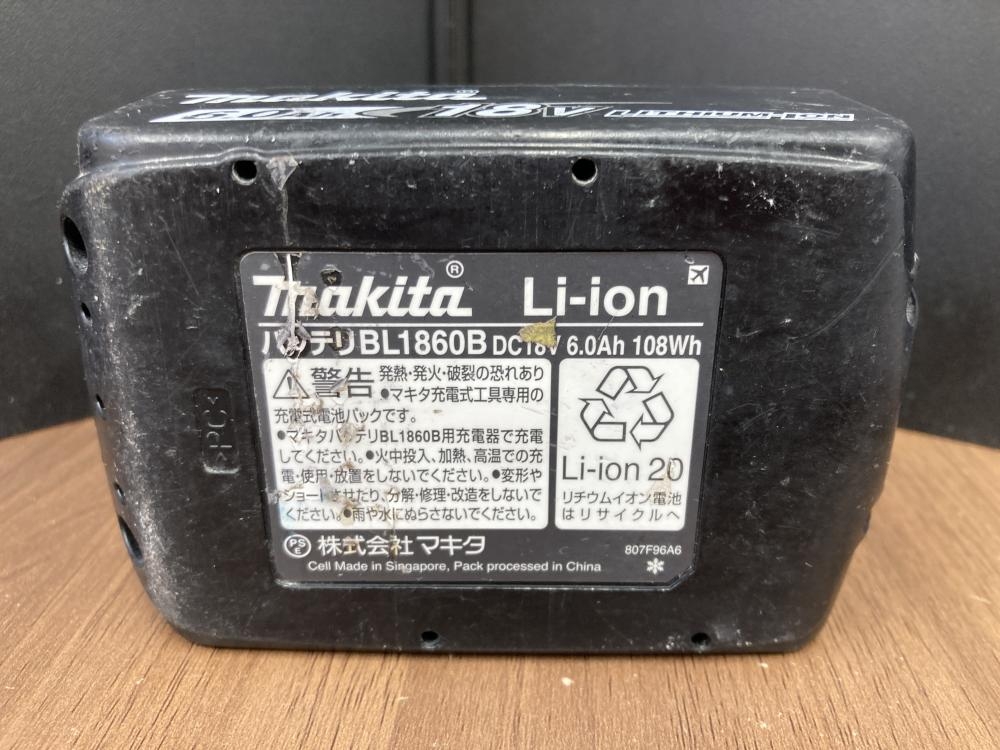 makita®
6.0Ah 18V LITHIUM-ION
makita® Li-ion
バッテリBL1860B DC18V 6.0Ah 108Wh
警告 発熱・発火・破裂の恐れあり
●マキタ充電式工具専用の
充電式電池パックです。
●マキタバッテリBL1860B用充電器で充電
してください。●火中投入、加熱、高温での充
電・使用・放置をしないでください。●変形や
ショートさせたり、分解・修理・改造をしないで
ください。●雨や水にぬらさないでください。
Li-ion 20
リチウムイオン電池
はリサイクルへ
PSE 株式会社マキタ
807F96A6
Cell Made in Singapore, Pack processed in China
>PC<